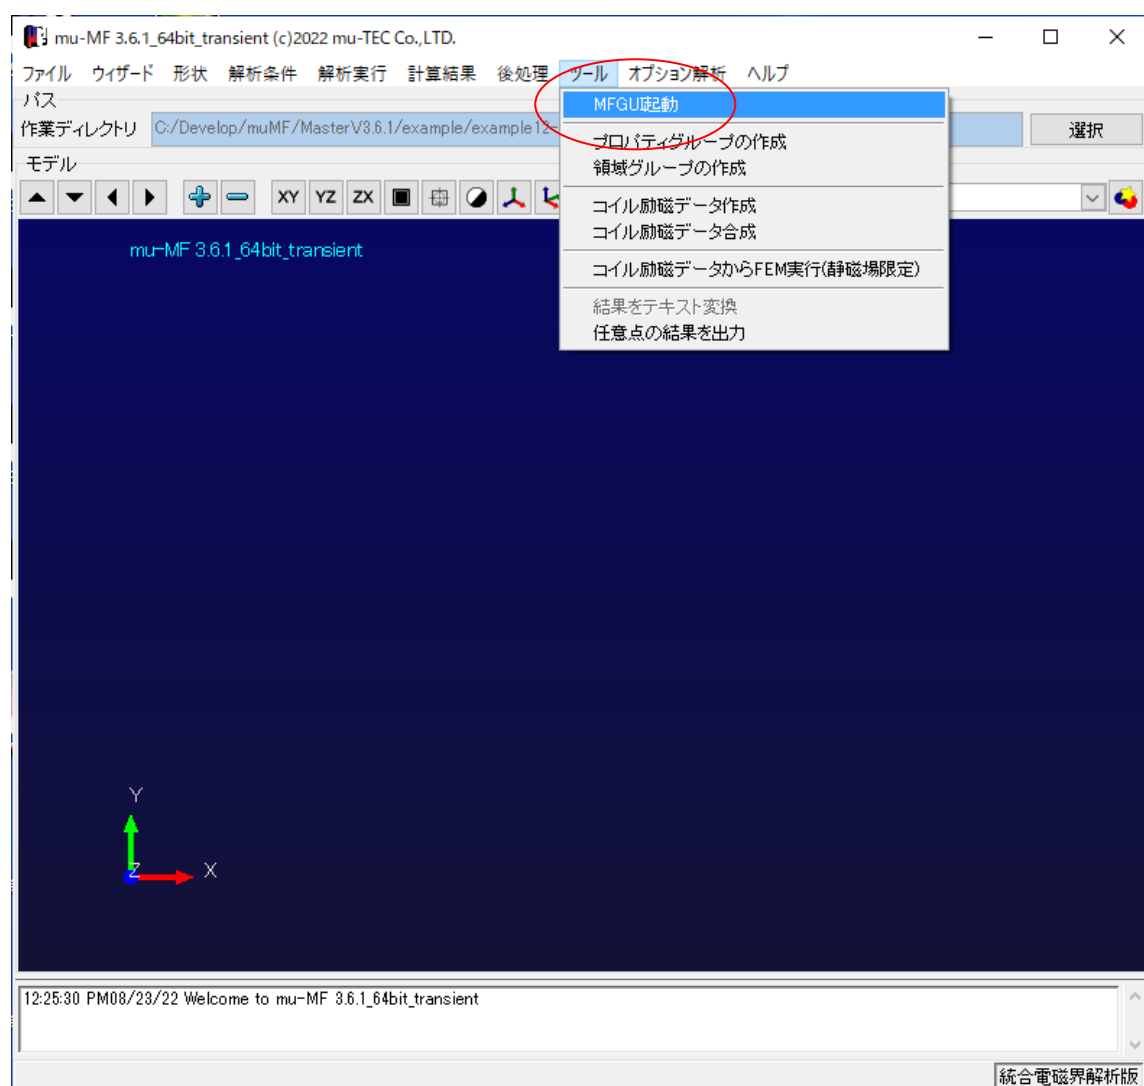 mu-MF 3.6.1_64bit_transient (c)2022 mu-TEC Co.,LTD.
ファイル ウィザード 形状 解析条件 解析実行 計算結果 後処理 ツール オプション解析 ヘルプ
パス
作業ディレクトリ C:/Develop/muMF/MasterV3.6.1/example/example12- 選択
モデル
XY YZ ZX
MFGUI起動
プロパティグループの作成
領域グループの作成
コイル励磁データ作成
コイル励磁データ合成
コイル励磁データからFEM実行(静磁場限定)
結果をテキスト変換
任意点の結果を出力
mu-MF 3.6.1_64bit_transient
Y
Z X
12:25:30 PM08/23/22 Welcome to mu-MF 3.6.1_64bit_transient
統合電磁界解析版